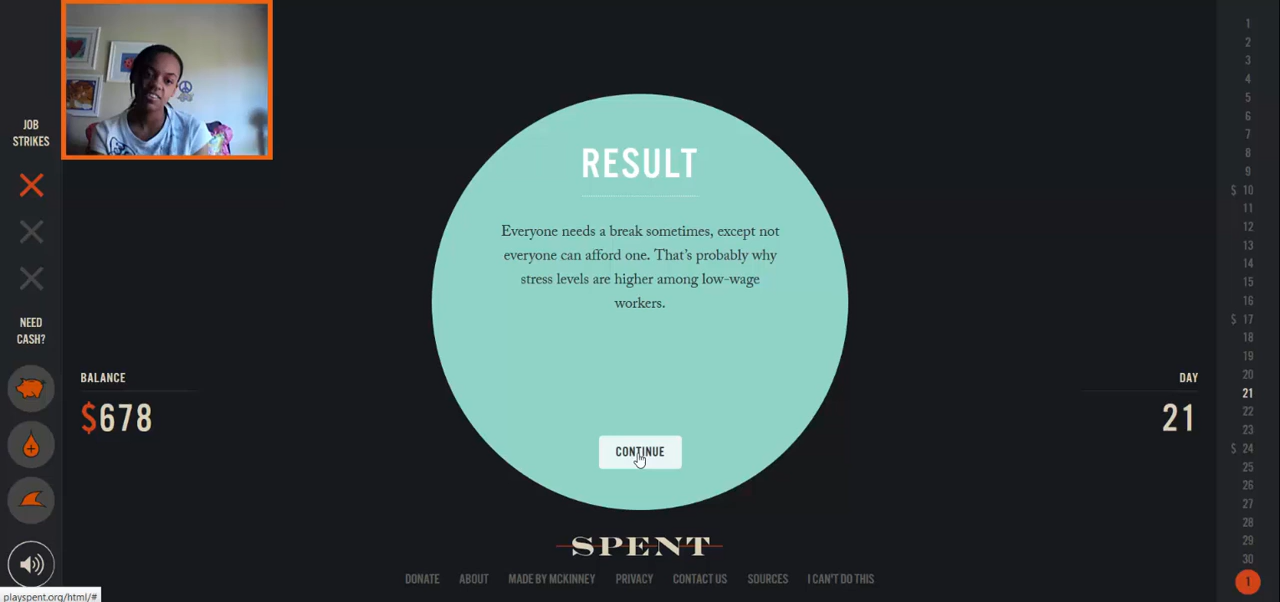 JOB
STRIKES
NEED
CASH?
BALANCE
$678
RESULT
Everyone needs a break sometimes, except not
everyone can afford one. That's probably why
stress levels are higher among low-wage
workers.
CONTINUE
DAY
21
SPENT
DONATE ABOUT MADE BY MCKINNEY PRIVACY CONTACT US SOURCES I CAN'T DO THIS
playspent.org/html/#
1
2
3
4
5
6
7
8
9
$ 10
11
12
13
14
15
16
$ 17
18
19
20
21
22
23
$ 24
25
26
27
28
29
30
1